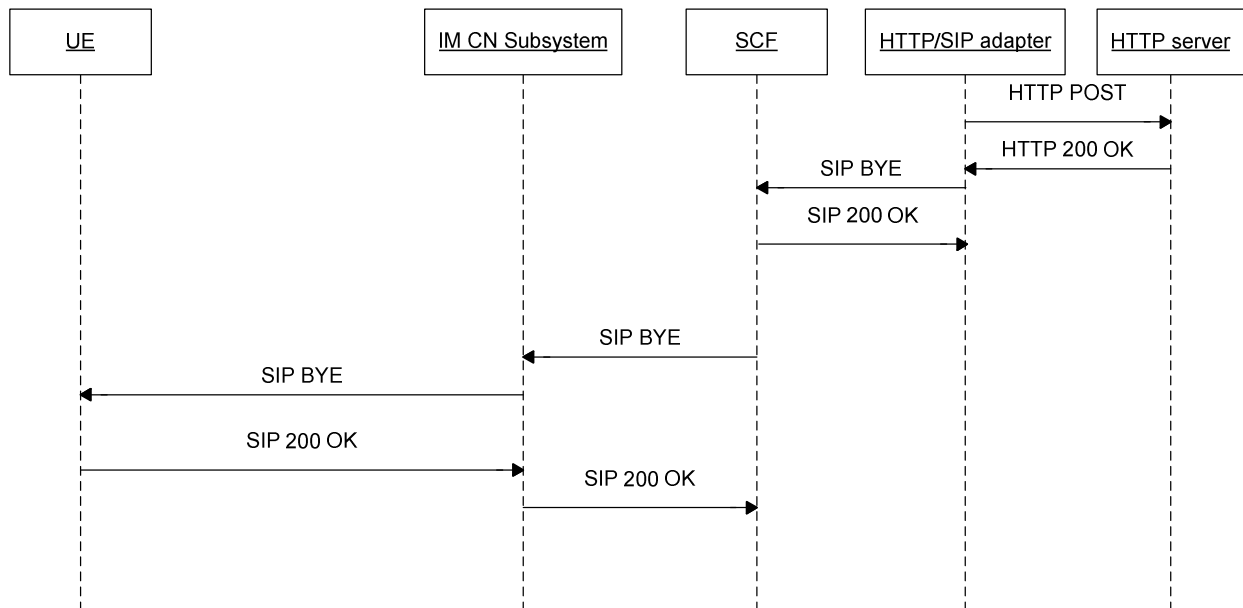 UE
IM CN Subsystem
SCF
HTTP/SIP adapter
HTTP server
HTTP POST
HTTP 200 OK
SIP BYE
SIP 200 OK
SIP BYE
SIP BYE
SIP 200 OK
SIP 200 OK